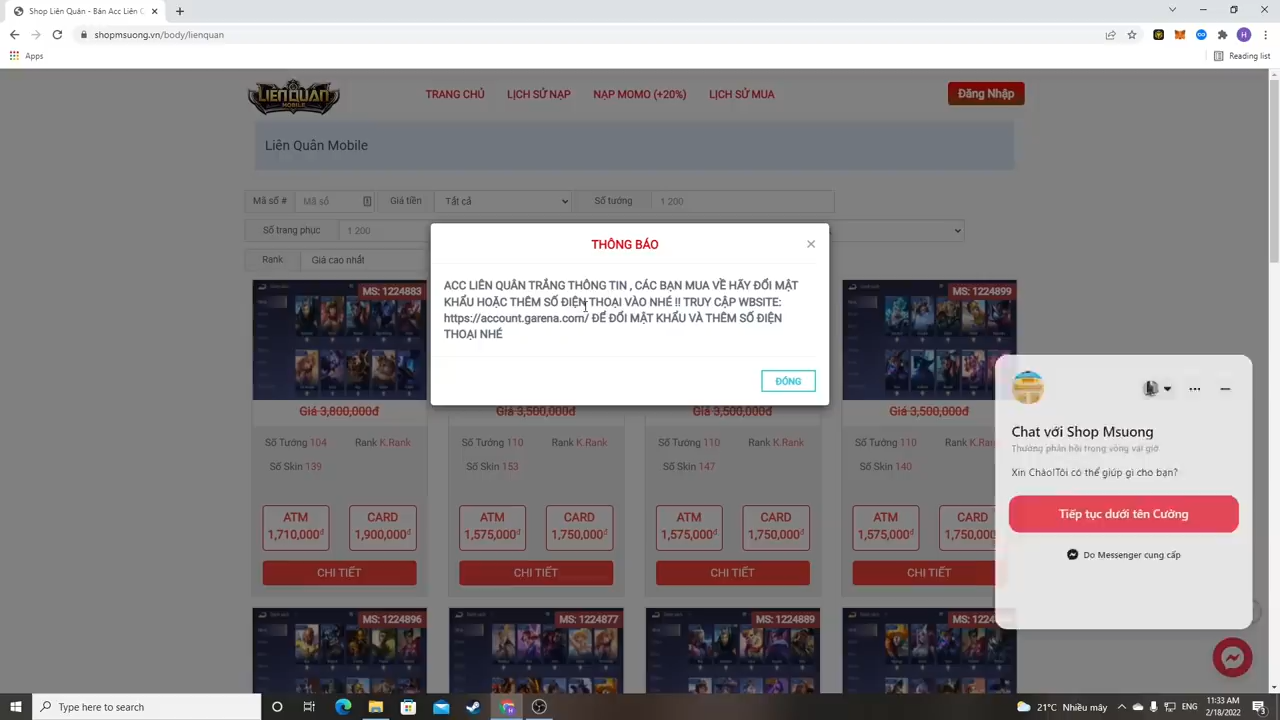 Shop Liên Quân - Bán Acc Liên C
shopmsuong.vn/body/lienquan
Apps
Reading list
LIÊN QUÂN
MOBILE
TRANG CHỦ
LỊCH SỬ NẠP
NẠP MOMO (+20%)
LỊCH SỬ MUA
Đăng Nhập
Liên Quân Mobile
Mã số #
Mã số
Giá tiền
Tất cả
Số tướng
1 200
Số trang phục
1 200
Rank
Giá cao nhất
THÔNG BÁO
ACC LIÊN QUÂN TRẮNG THÔNG TIN , CÁC BẠN MUA VỀ HÃY ĐỔI MẬT
KHẨU HOẶC THÊM SỐ ĐIỆN THOẠI VÀO NHÉ !! TRUY CẬP WBSITE:
https://account.garena.com/ ĐỂ ĐỔI MẬT KHẨU VÀ THÊM SỐ ĐIỆN
THOẠI NHÉ
ĐÓNG
MS: 1224883
MS: 1224899
Giá 3,800,000đ
Giá 3,500,000đ
Giá 3,500,000đ
Giá 3,500,000đ
Số Tướng 104
Rank K.Rank
Số Tướng 110
Rank K.Rank
Số Tướng 110
Rank K.Rank
Số Tướng 110
Rank K.Ran
Số Skin 139
Số Skin 153
Số Skin 147
Số Skin 140
ATM
1,710,000đ
CARD
1,900,000đ
ATM
1,575,000đ
CARD
1,750,000đ
ATM
1,575,000đ
CARD
1,750,000đ
ATM
1,575,000đ
CARD
1,750,000
CHI TIẾT
CHI TIẾT
CHI TIẾT
CHI TIẾT
MS: 1224896
MS: 1224877
MS: 1224889
Chat với Shop Msuong
Thường phản hồi trong vòng vài giờ
Xin Chào!Tôi có thể giúp gì cho bạn?
Tiếp tục dưới tên Cường
Do Messenger cung cấp
Type here to search
21°C Nhiều mây
ENG
11:33 AM
2/18/2022